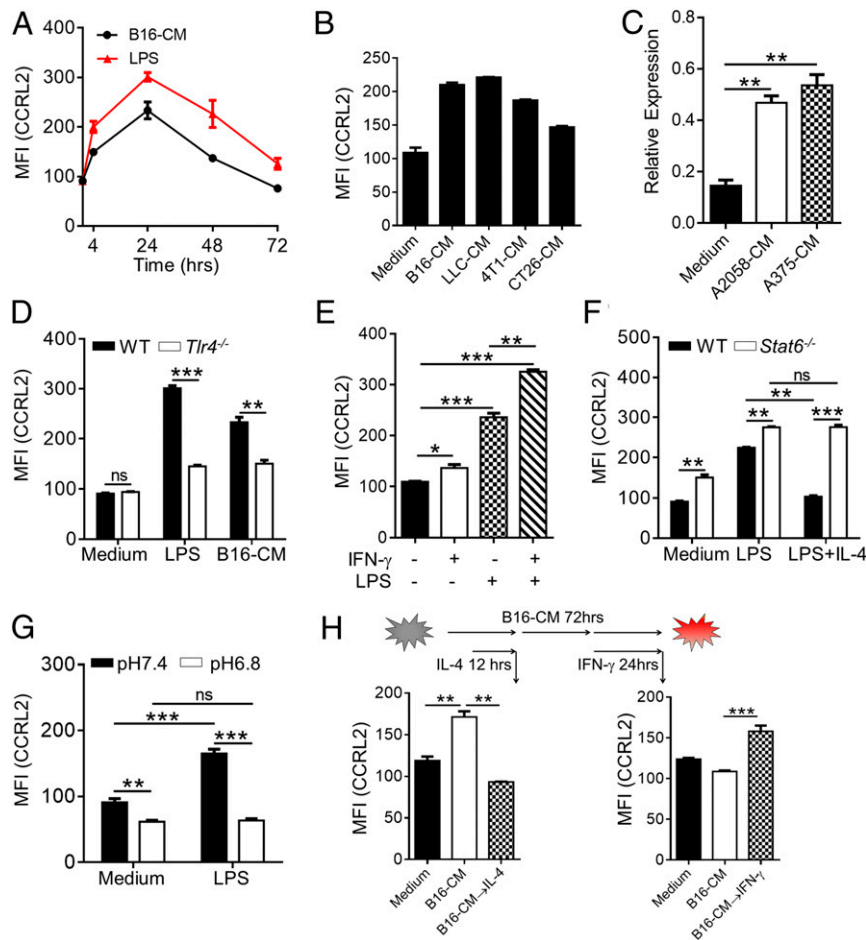 A
B16-CM
LPS
MFI (CCRL2)
400
300
200
100
0
4 24 48 72
Time (hrs)
B
MFI (CCRL2)
250
200
150
100
50
0
Medium
B16-CM
LLC-CM
4T1-CM
CT26-CM
C
Relative Expression
0.8
0.6
0.4
0.2
0.0
**
**
Medium
A2058-CM
A375-CM
D
WT Tlr4-/-
MFI (CCRL2)
400
300
200
100
0
ns
***
**
Medium LPS B16-CM
E
MFI (CCRL2)
400
300
200
100
0
**
***
***
*
IFN-γ - + - +
LPS - - + +
F
WT Stat6-/-
MFI (CCRL2)
500
400
300
200
100
0
ns
**
** ** ***
Medium LPS LPS+IL-4
G
pH7.4 pH6.8
MFI (CCRL2)
250
200
150
100
50
0
ns
***
** ***
Medium LPS
H
B16-CM 72hrs
IL-4 12 hrs
IFN-γ 24hrs
MFI (CCRL2)
200
150
100
50
0
** **
Medium
B16-CM
B16-CM→IL-4
MFI (CCRL2)
200
150
100
50
0
***
Medium
B16-CM
B16-CM→IFN-γ